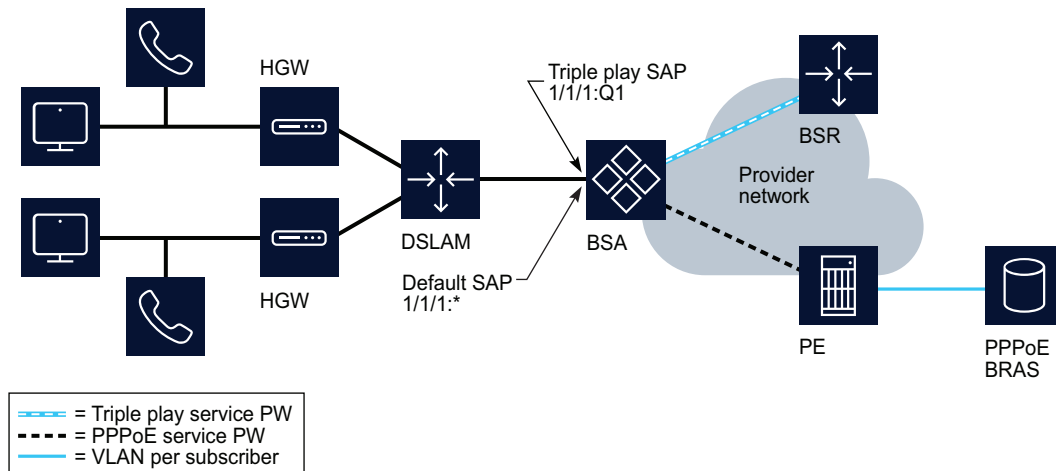 HGW
Triple play SAP
1/1/1:Q1
BSR
Provider
network
DSLAM
BSA
HGW
Default SAP
1/1/1:*
PE
PPPoE
BRAS
= Triple play service PW
= PPPoE service PW
= VLAN per subscriber